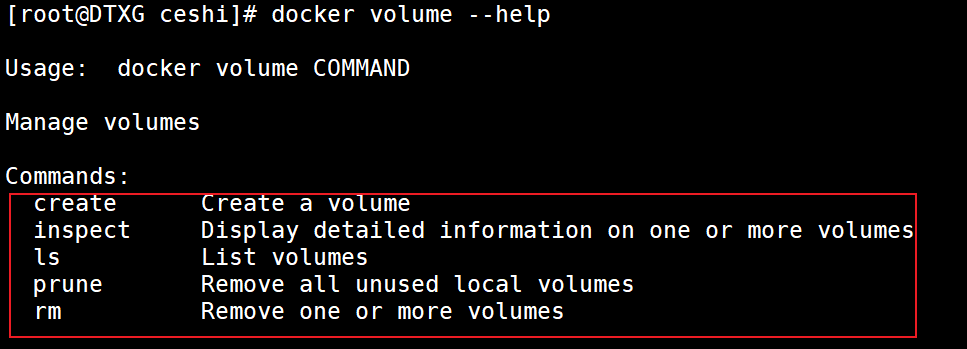 [root@DTXG ceshi]# docker volume --help
Usage:  docker volume COMMAND
Manage volumes
Commands:
  create      Create a volume
  inspect     Display detailed information on one or more volumes
  ls          List volumes
  prune       Remove all unused local volumes
  rm          Remove one or more volumes